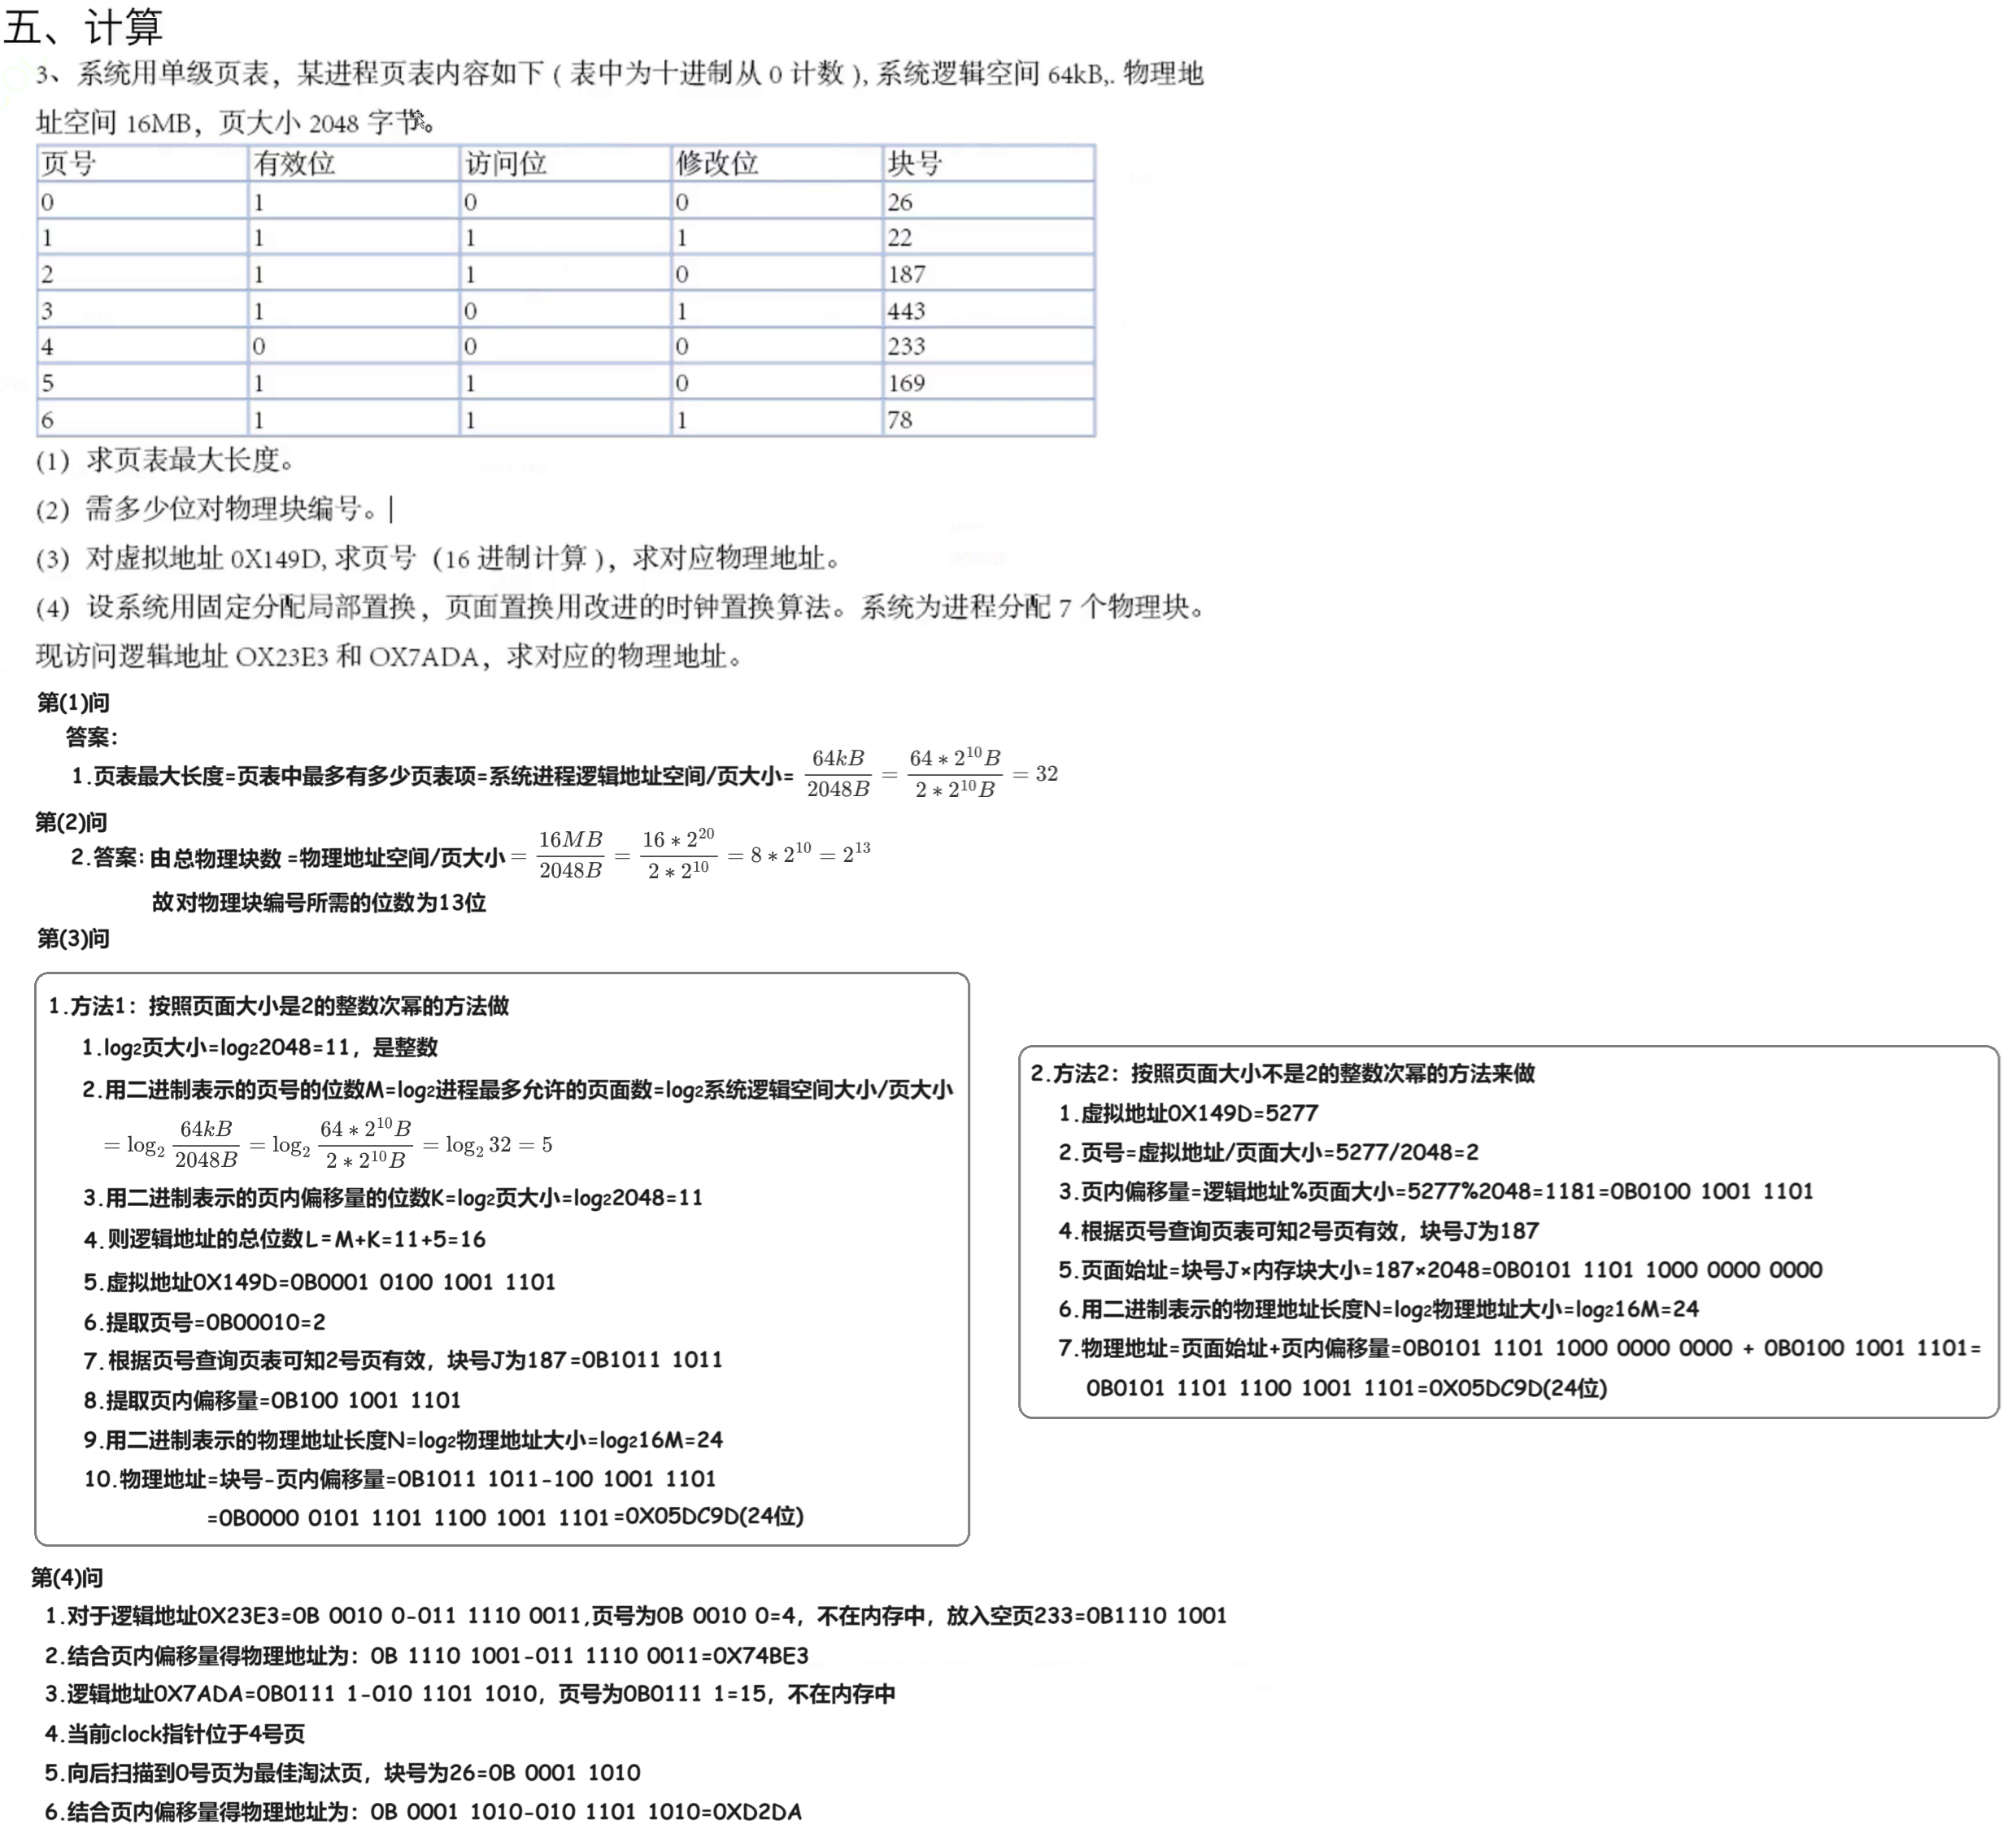 五、计算
3、系统用单级页表，某进程页表内容如下 ( 表中为十进制从 0 计数 ), 系统逻辑空间 64kB,. 物理地
址空间 16MB，页大小 2048 字节。
页号 有效位 访问位 修改位 块号
0 1 0 0 26
1 1 1 1 22
2 1 1 0 187
3 1 0 1 443
4 0 0 0 233
5 1 1 0 169
6 1 1 1 78
(1) 求页表最大长度。
(2) 需多少位对物理块编号。
(3) 对虚拟地址 0X149D, 求页号（16 进制计算 ），求对应物理地址。
(4) 设系统用固定分配局部置换，页面置换用改进的时钟置换算法。系统为进程分配 7 个物理块。
现访问逻辑地址 OX23E3 和 OX7ADA，求对应的物理地址。
第(1)问
答案：
1.页表最大长度=页表中最多有多少页表项=系统进程逻辑地址空间/页大小= 64kB/2048B = 64*2^10B/2*2^10B = 32
第(2)问
2.答案: 由总物理块数 =物理地址空间/页大小 = 16MB/2048B = 16*2^20/2*2^10 = 8*2^10 = 2^13
故对物理块编号所需的位数为13位
第(3)问
1.方法1：按照页面大小是2的整数次幂的方法做
1.log2页大小=log22048=11，是整数
2.用二进制表示的页号的位数M=log2进程最多允许的页面数=log2系统逻辑空间大小/页大小
= log2 64kB/2048B = log2 64*2^10B/2*2^10B = log2 32 = 5
3.用二进制表示的页内偏移量的位数K=log2页大小=log22048=11
4.则逻辑地址的总位数L=M+K=11+5=16
5.虚拟地址0X149D=0B0001 0100 1001 1101
6.提取页号=0B00010=2
7.根据页号查询页表可知2号页有效，块号J为187=0B1011 1011
8.提取页内偏移量=0B100 1001 1101
9.用二进制表示的物理地址长度N=log2物理地址大小=log216M=24
10.物理地址=块号-页内偏移量=0B1011 1011-100 1001 1101
=0B0000 0101 1101 1100 1001 1101=0X05DC9D(24位)
2.方法2：按照页面大小不是2的整数次幂的方法来做
1.虚拟地址0X149D=5277
2.页号=虚拟地址/页面大小=5277/2048=2
3.页内偏移量=逻辑地址%页面大小=5277%2048=1181=0B0100 1001 1101
4.根据页号查询页表可知2号页有效，块号J为187
5.页面始址=块号J×内存块大小=187×2048=0B0101 1101 1000 0000 0000
6.用二进制表示的物理地址长度N=log2物理地址大小=log216M=24
7.物理地址=页面始址+页内偏移量=0B0101 1101 1000 0000 0000 + 0B0100 1001 1101=
0B0101 1101 1100 1001 1101=0X05DC9D(24位)
第(4)问
1.对于逻辑地址0X23E3=0B 0010 0-011 1110 0011,页号为0B 0010 0=4，不在内存中，放入空页233=0B1110 1001
2.结合页内偏移量得物理地址为：0B 1110 1001-011 1110 0011=0X74BE3
3.逻辑地址0X7ADA=0B0111 1-010 1101 1010，页号为0B0111 1=15，不在内存中
4.当前clock指针位于4号页
5.向后扫描到0号页为最佳淘汰页，块号为26=0B 0001 1010
6.结合页内偏移量得物理地址为：0B 0001 1010-010 1101 1010=0XD2DA